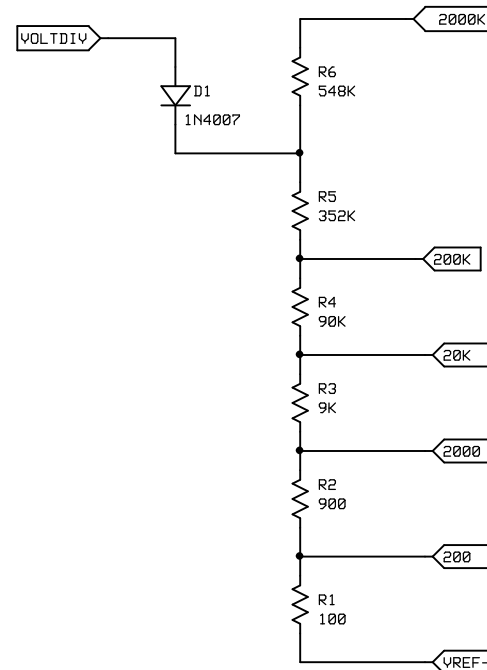 2000K
VOLTDIV
R6
548K
D1
1N4007
R5
352K
200K
R4
90K
20K
R3
9K
2000
R2
900
200
R1
100
VREF-